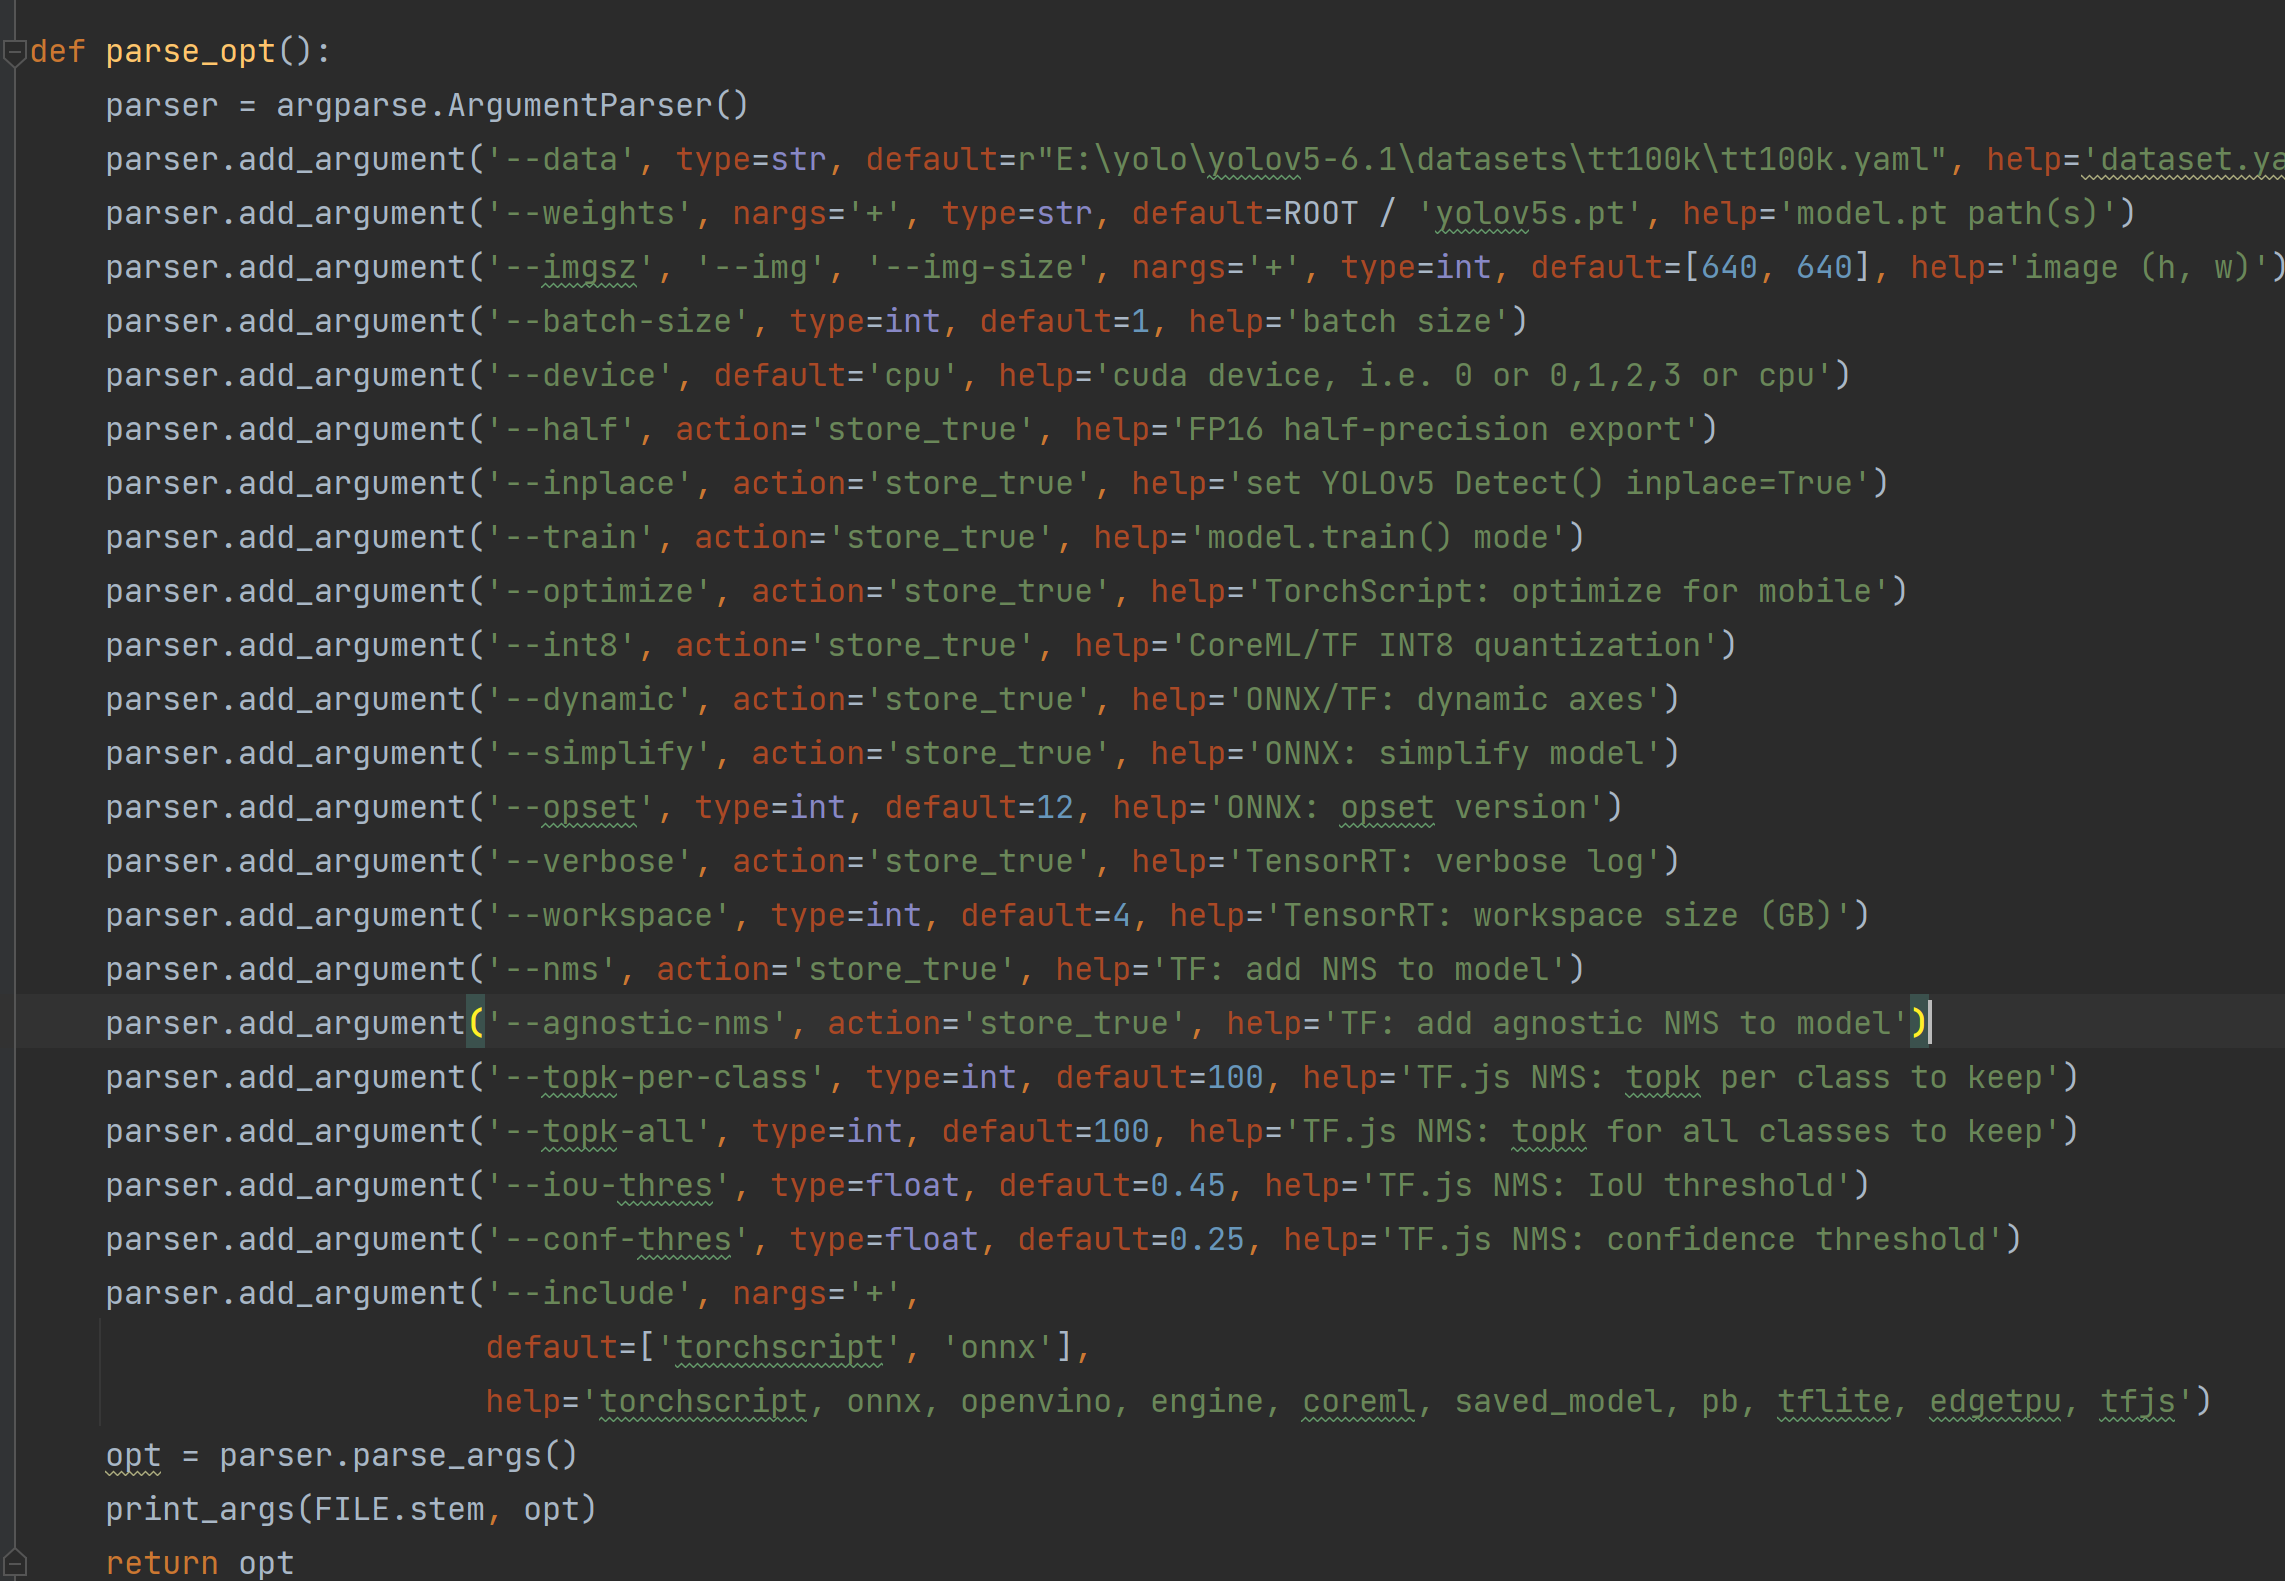 def parse_opt():
    parser = argparse.ArgumentParser()
    parser.add_argument('--data', type=str, default=r"E:\yolo\yolov5-6.1\datasets\tt100k\tt100k.yaml", help='dataset.ya
    parser.add_argument('--weights', nargs='+', type=str, default=ROOT / 'yolov5s.pt', help='model.pt path(s)')
    parser.add_argument('--imgsz', '--img', '--img-size', nargs='+', type=int, default=[640, 640], help='image (h, w)')
    parser.add_argument('--batch-size', type=int, default=1, help='batch size')
    parser.add_argument('--device', default='cpu', help='cuda device, i.e. 0 or 0,1,2,3 or cpu')
    parser.add_argument('--half', action='store_true', help='FP16 half-precision export')
    parser.add_argument('--inplace', action='store_true', help='set YOLOv5 Detect() inplace=True')
    parser.add_argument('--train', action='store_true', help='model.train() mode')
    parser.add_argument('--optimize', action='store_true', help='TorchScript: optimize for mobile')
    parser.add_argument('--int8', action='store_true', help='CoreML/TF INT8 quantization')
    parser.add_argument('--dynamic', action='store_true', help='ONNX/TF: dynamic axes')
    parser.add_argument('--simplify', action='store_true', help='ONNX: simplify model')
    parser.add_argument('--opset', type=int, default=12, help='ONNX: opset version')
    parser.add_argument('--verbose', action='store_true', help='TensorRT: verbose log')
    parser.add_argument('--workspace', type=int, default=4, help='TensorRT: workspace size (GB)')
    parser.add_argument('--nms', action='store_true', help='TF: add NMS to model')
    parser.add_argument('--agnostic-nms', action='store_true', help='TF: add agnostic NMS to model')
    parser.add_argument('--topk-per-class', type=int, default=100, help='TF.js NMS: topk per class to keep')
    parser.add_argument('--topk-all', type=int, default=100, help='TF.js NMS: topk for all classes to keep')
    parser.add_argument('--iou-thres', type=float, default=0.45, help='TF.js NMS: IoU threshold')
    parser.add_argument('--conf-thres', type=float, default=0.25, help='TF.js NMS: confidence threshold')
    parser.add_argument('--include', nargs='+',
                        default=['torchscript', 'onnx'],
                        help='torchscript, onnx, openvino, engine, coreml, saved_model, pb, tflite, edgetpu, tfjs')
    opt = parser.parse_args()
    print_args(FILE.stem, opt)
    return opt